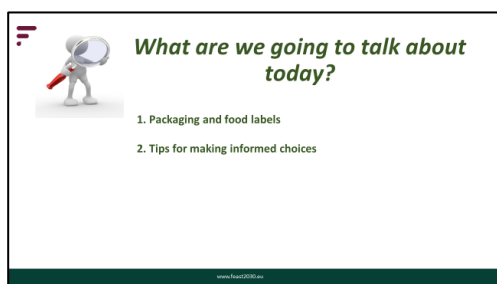 What are we going to talk about
today?
1. Packaging and food labels
2. Tips for making informed choices
www.feast2030.eu